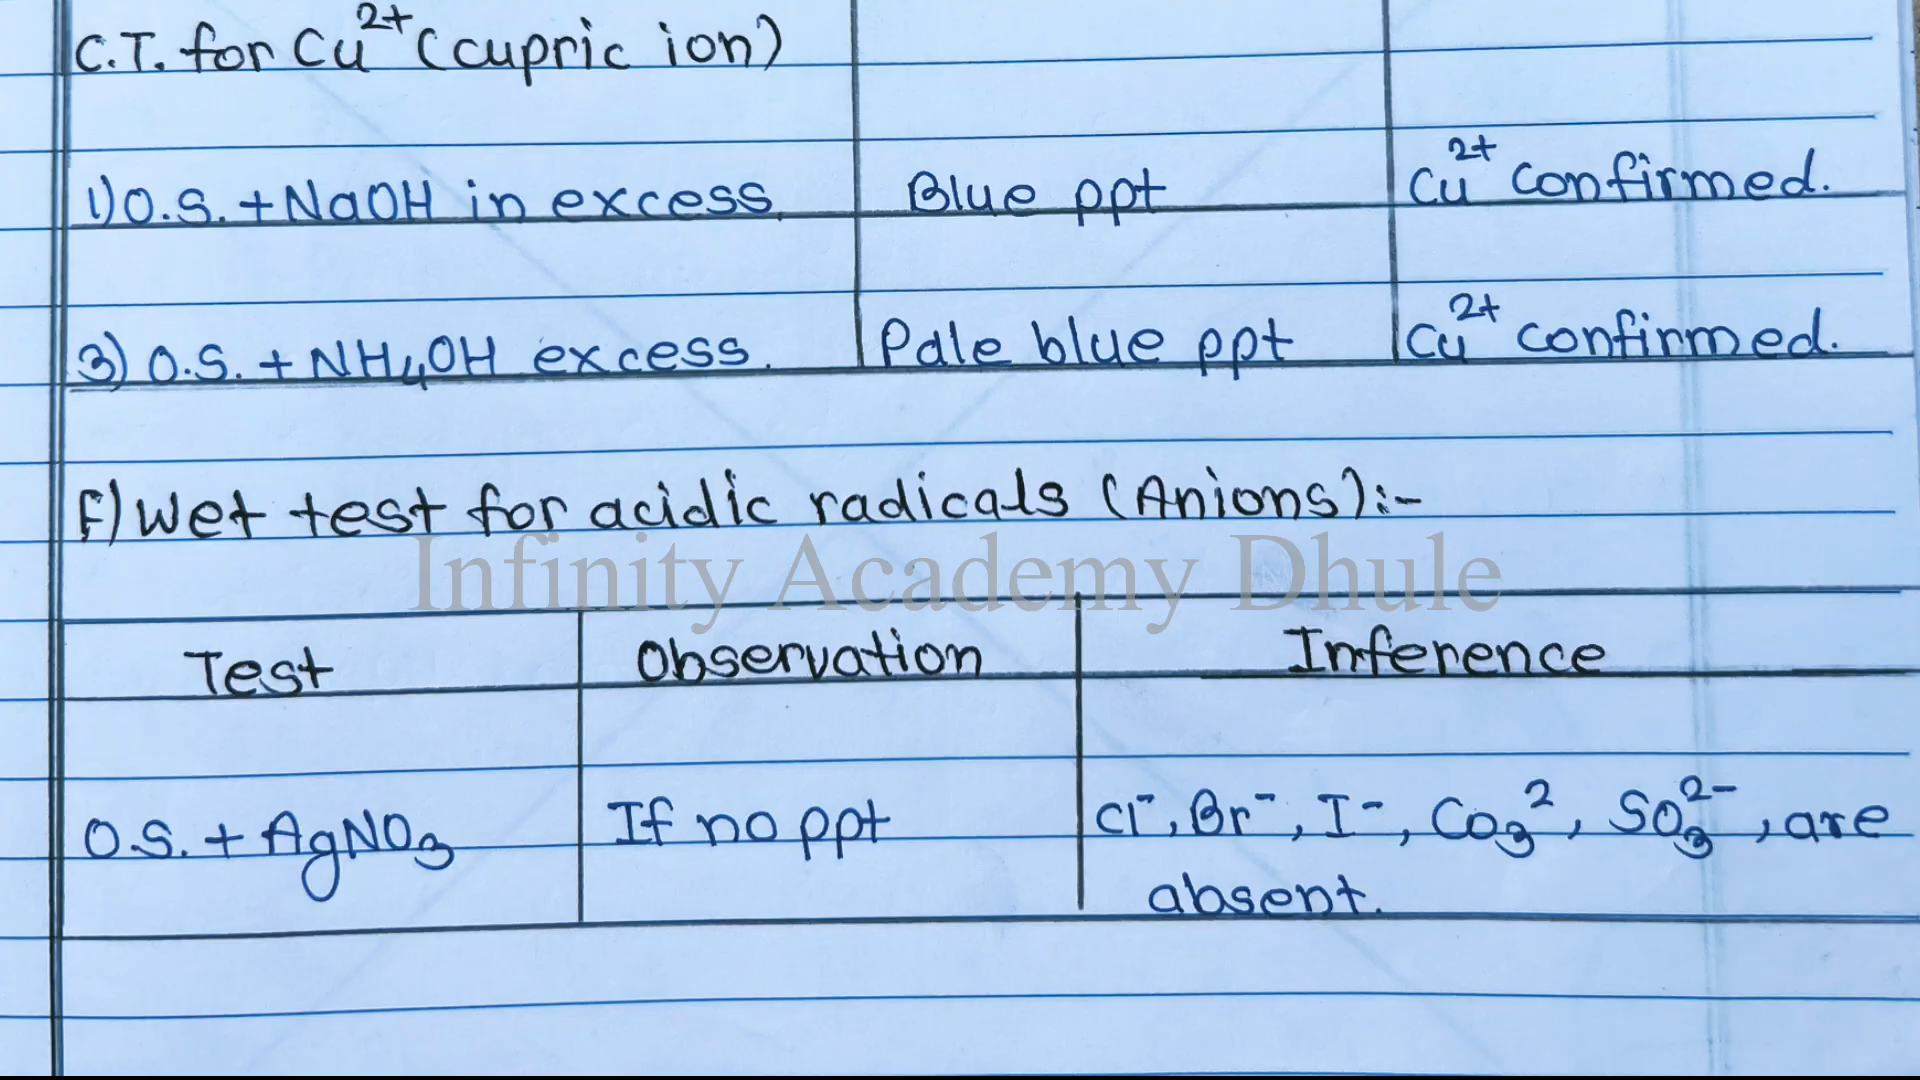 C.T. for Cu²⁺ (cupric ion)
1) O.S. + NaOH in excess. Blue ppt Cu²⁺ confirmed.
3) O.S. + NH₄OH excess. Pale blue ppt Cu²⁺ confirmed.
F) Wet test for acidic radicals (Anions):-
Infinity Academy Dhule
Test Observation Inference
O.S. + AgNO₃ If no ppt Cl⁻, Br⁻, I⁻, Co₃², SO₃²⁻, are
absent.